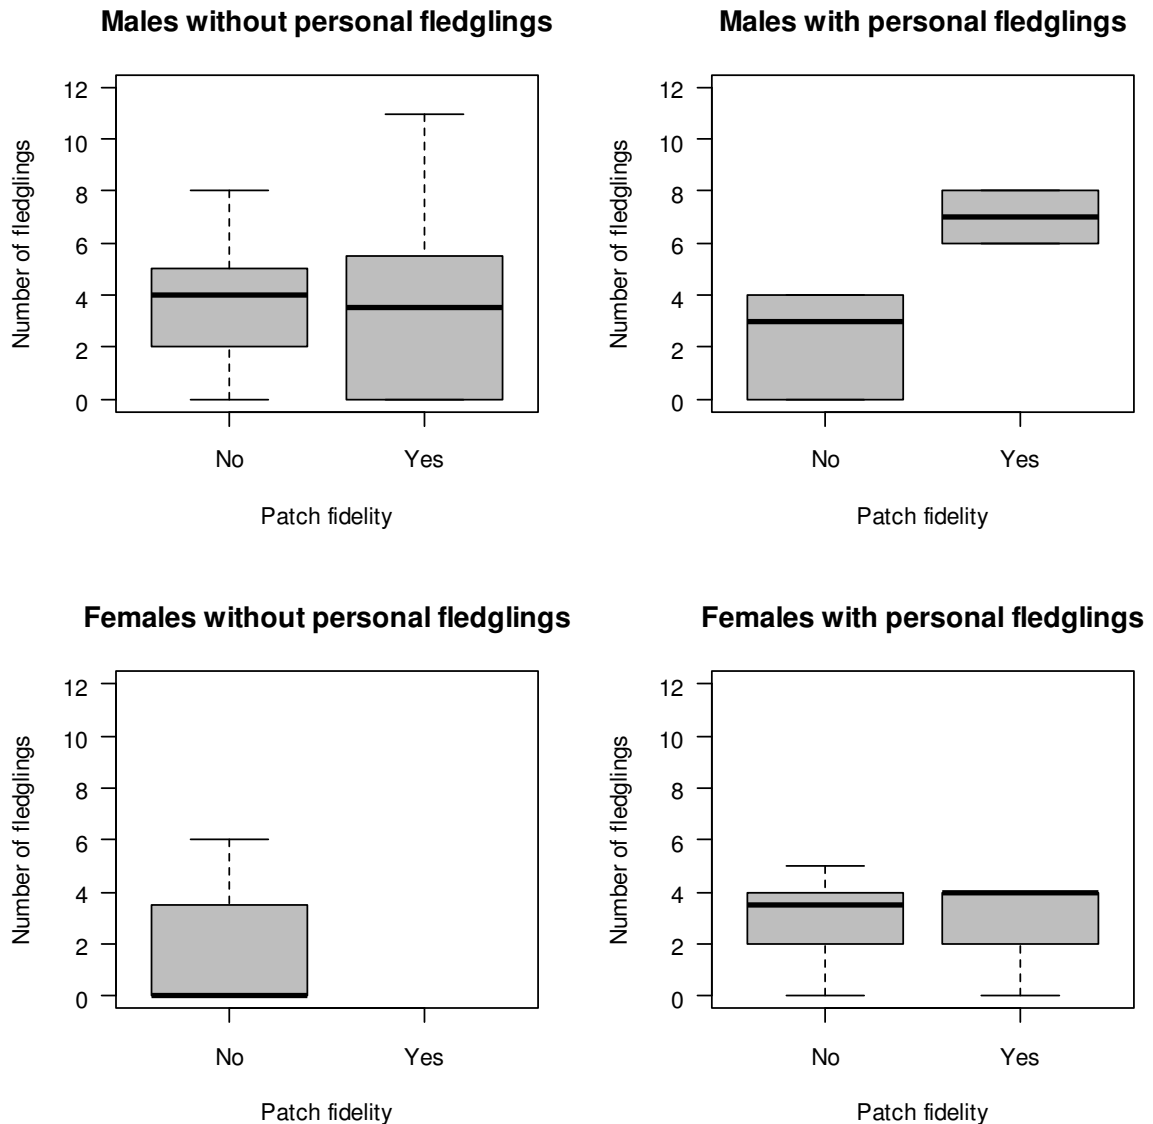 Males without personal fledglings
Number of fledglings
12
10
8
6
4
2
0
No Yes
Patch fidelity
Males with personal fledglings
Number of fledglings
12
10
8
6
4
2
0
No Yes
Patch fidelity
Females without personal fledglings
Number of fledglings
12
10
8
6
4
2
0
No Yes
Patch fidelity
Females with personal fledglings
Number of fledglings
12
10
8
6
4
2
0
No Yes
Patch fidelity